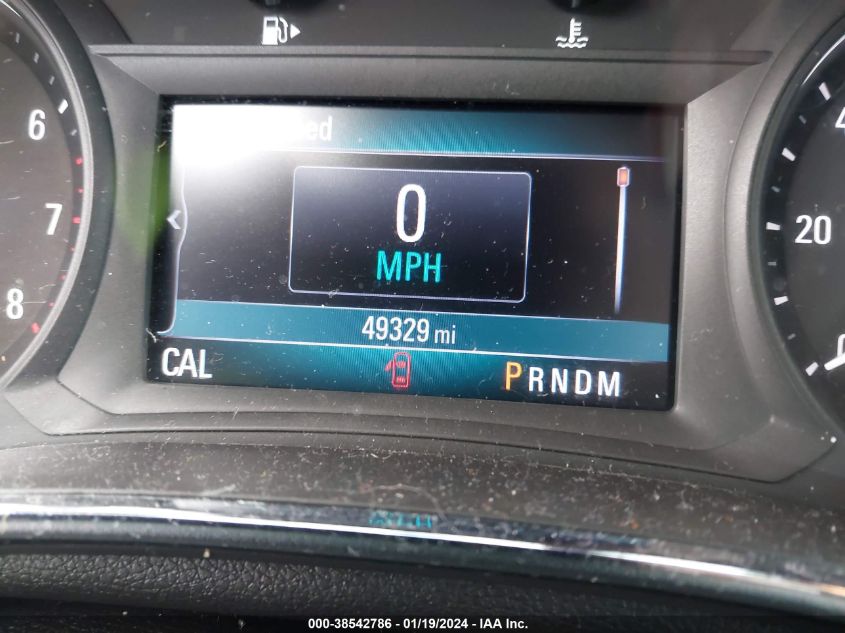 6
7
8
0
MPH
49329 mi
CAL
PRNDM
20
000-38542786 - 01/19/2024 - IAA Inc.